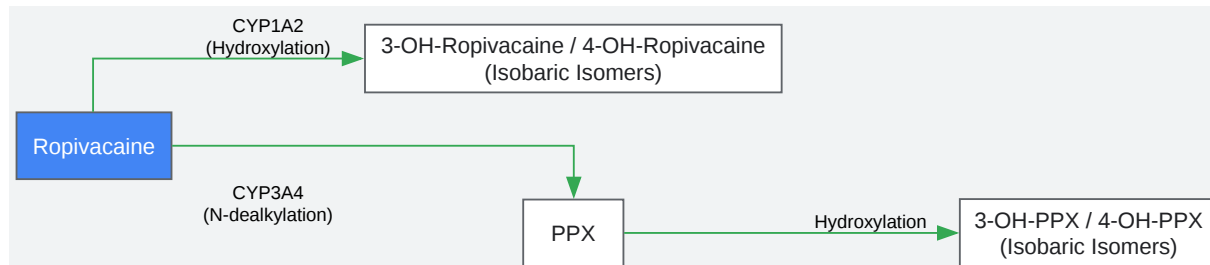 CYP1A2
(Hydroxylation)
3-OH-Ropivacaine / 4-OH-Ropivacaine
(Isobaric Isomers)
Ropivacaine
CYP3A4
(N-dealkylation)
PPX
Hydroxylation
3-OH-PPX / 4-OH-PPX
(Isobaric Isomers)